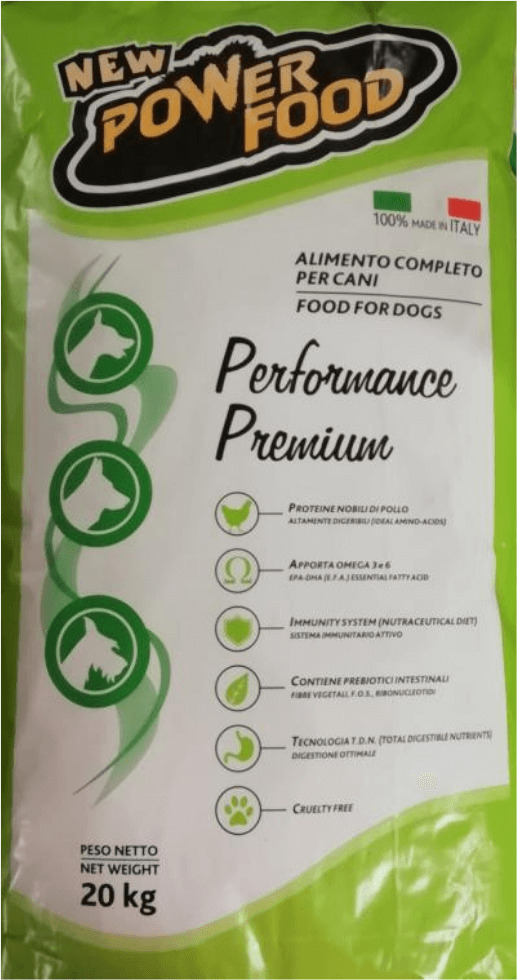 NEW
POWER
FOOD
100% MADE IN ITALY
ALIMENTO COMPLETO
PER CANI
FOOD FOR DOGS
Performance
Premium
PROTEINE NOBILI DI POLLO
ALTAMENTE DIGERIBILI (IDEAL AMINO-ACIDS)
APPORTA OMEGA 3 e 6
EPA-DHA (E.F.A.) ESSENTIAL FATTY ACID
IMMUNITY SYSTEM (NUTRACEUTICAL DIET)
SISTEMA IMMUNITARIO ATTIVO
CONTIENE PREBIOTICI INTESTINALI
FIBRE VEGETALI, F.O.S., RIBONUCLEOTIDI
TECNOLOGIA T.D.N. (TOTAL DIGESTIBLE NUTRIENTS)
DIGESTIONE OTTIMALE
CRUELTY FREE
PESO NETTO
NET WEIGHT
20 kg